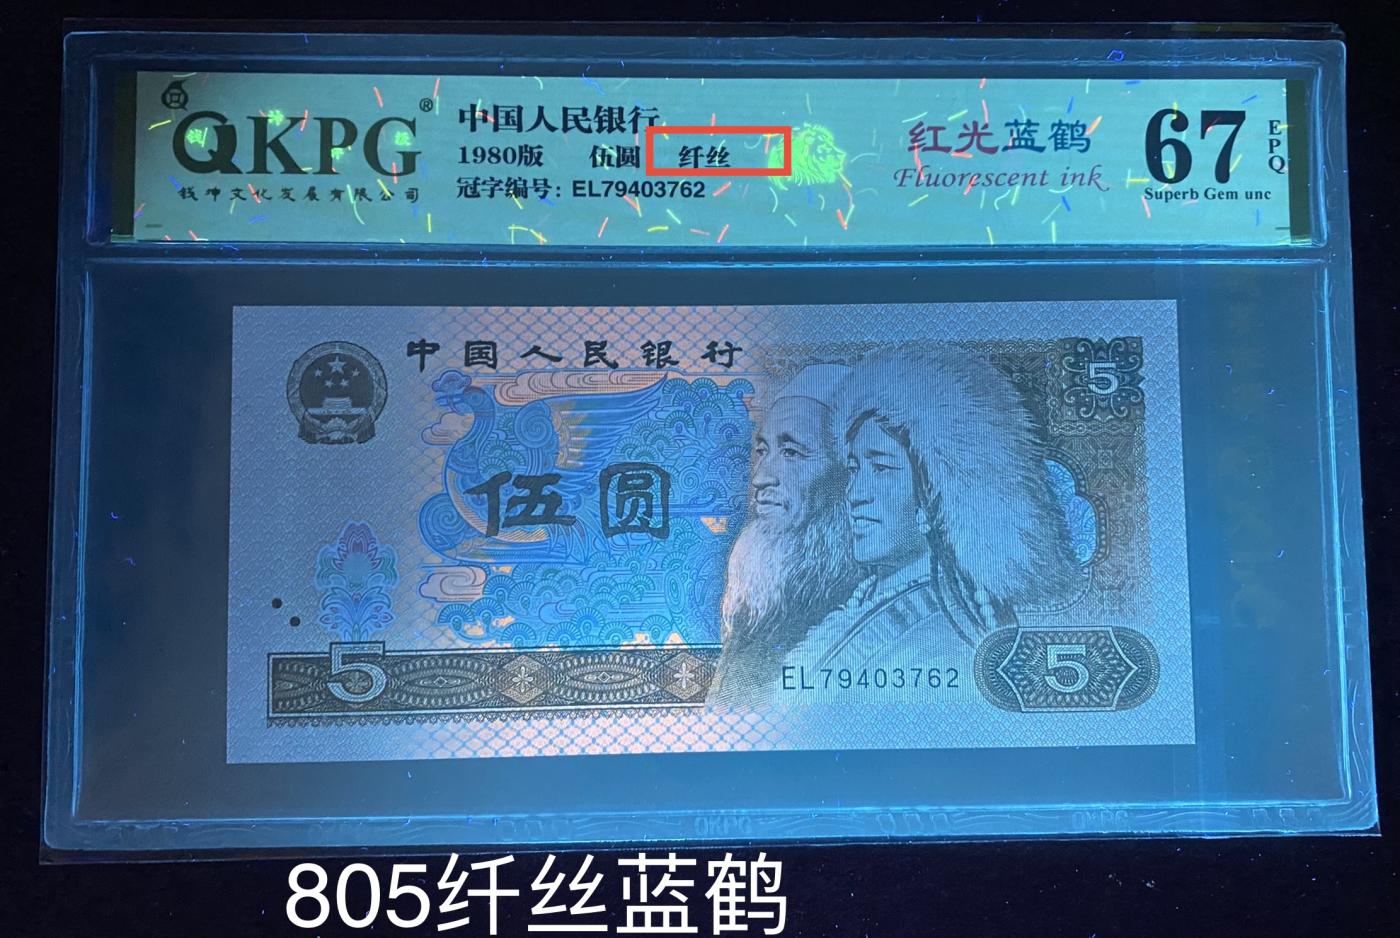 QKPG®
钱坤文化发展有限公司
中国人民银行
1980版 伍圆 纤丝
冠字编号: EL79403762
红光蓝鹤
Fluorescent ink
67
EPQ
Superb Gem unc
中国人民银行
5
伍圆
5
EL79403762
5
QKPG
QKPG
805纤丝蓝鹤